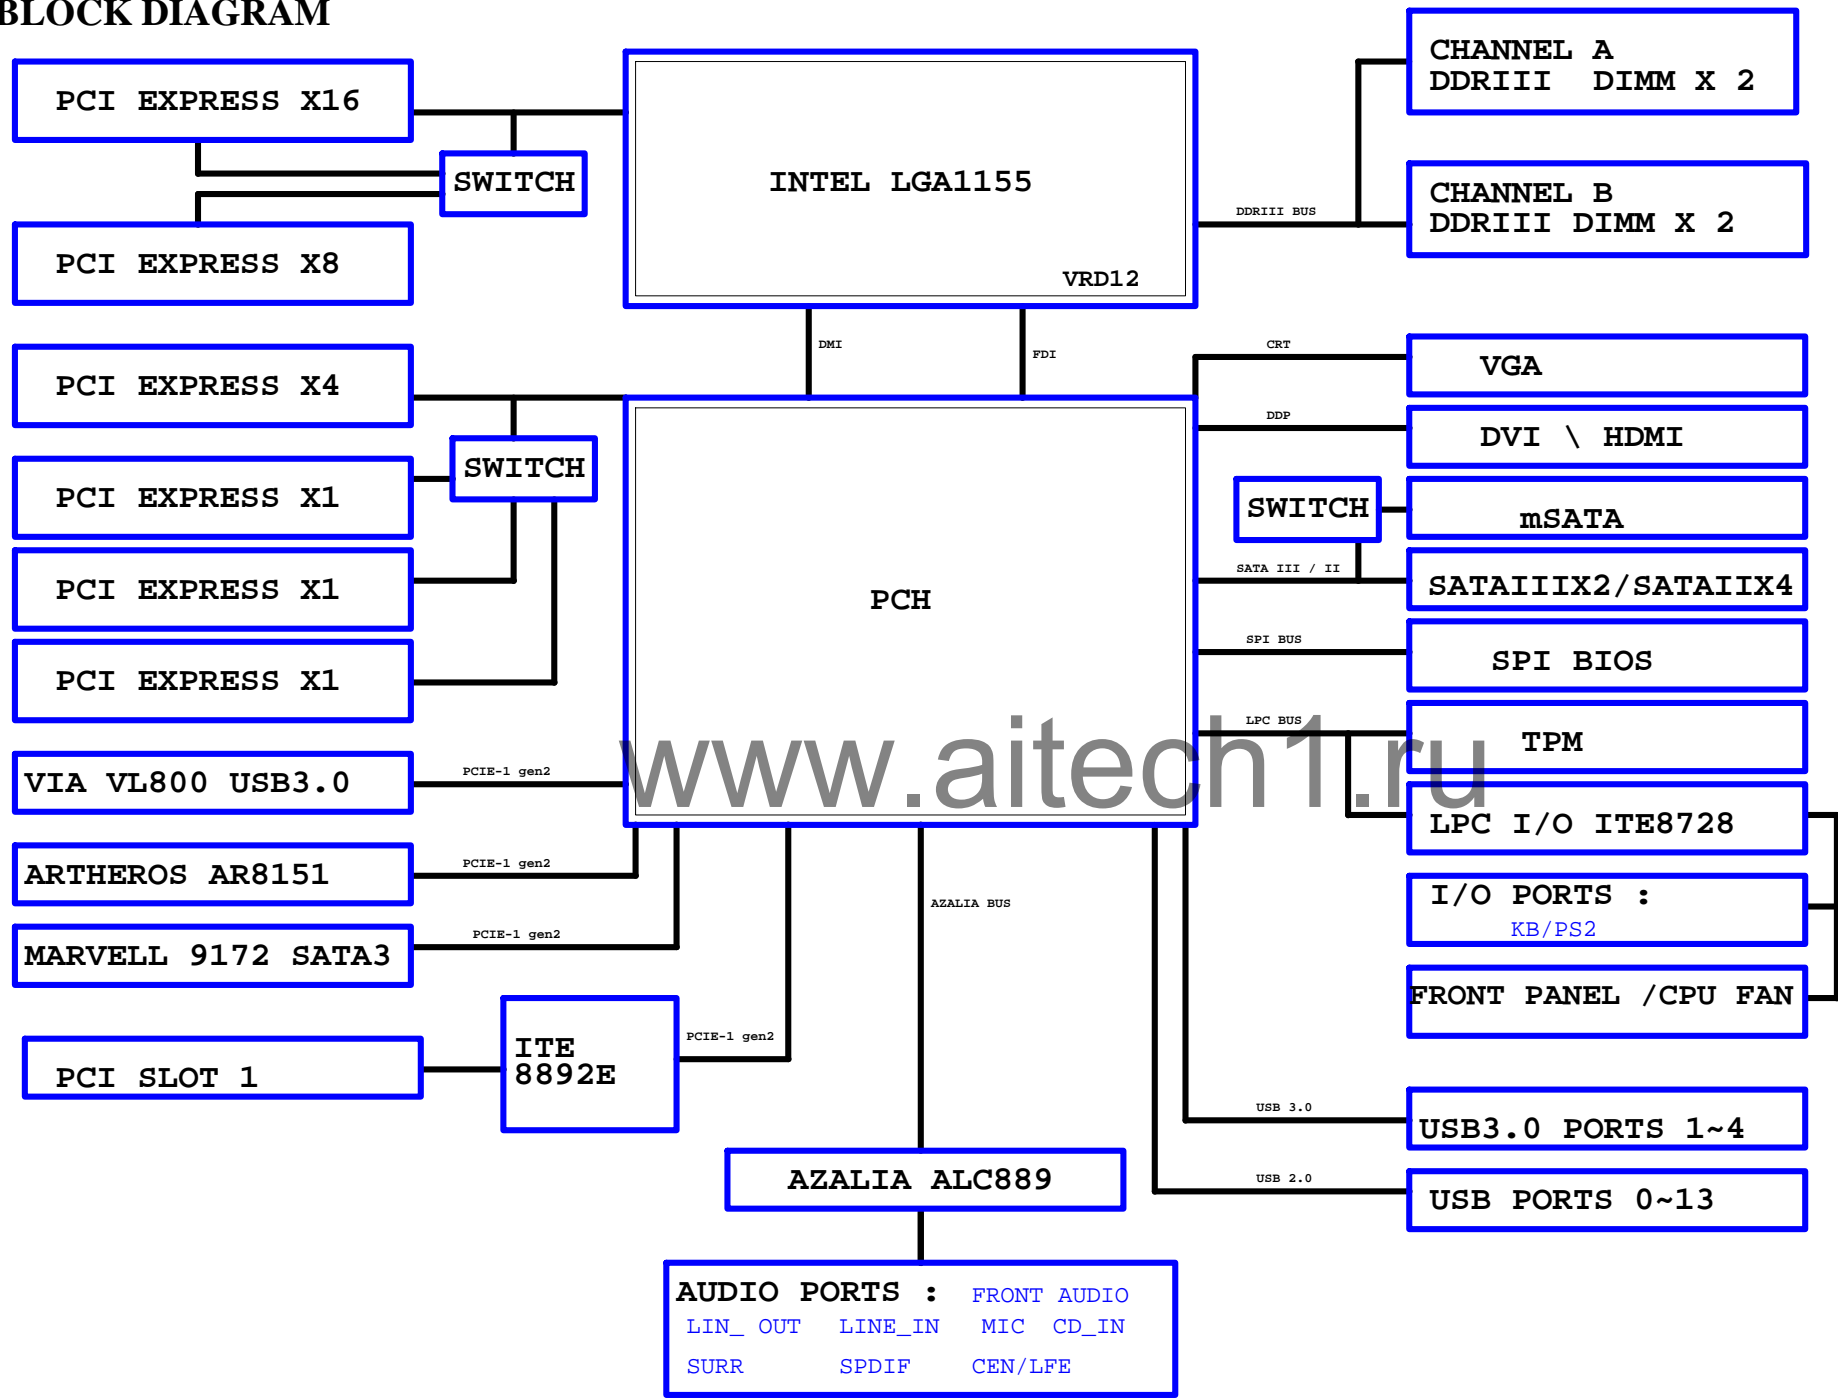 BLOCK DIAGRAM
PCI EXPRESS X16
SWITCH
PCI EXPRESS X8
INTEL LGA1155
VRD12
DDRIII BUS
CHANNEL A
DDRIII DIMM X 2
CHANNEL B
DDRIII DIMM X 2
DMI
FDI
PCI EXPRESS X4
SWITCH
PCI EXPRESS X1
PCI EXPRESS X1
PCI EXPRESS X1
PCH
CRT
VGA
DDP
DVI \ HDMI
SWITCH
mSATA
SATA III / II
SATAIIIX2/SATAIIX4
SPI BUS
SPI BIOS
LPC BUS
TPM
www.aitech1.ru
VIA VL800 USB3.0
PCIE-1 gen2
LPC I/O ITE8728
ARTHEROS AR8151
PCIE-1 gen2
I/O PORTS :
KB/PS2
MARVELL 9172 SATA3
PCIE-1 gen2
AZALIA BUS
FRONT PANEL /CPU FAN
PCI SLOT 1
ITE
8892E
PCIE-1 gen2
USB 3.0
USB3.0 PORTS 1~4
USB 2.0
USB PORTS 0~13
AZALIA ALC889
AUDIO PORTS : FRONT AUDIO
LIN_ OUT LINE_IN MIC CD_IN
SURR SPDIF CEN/LFE